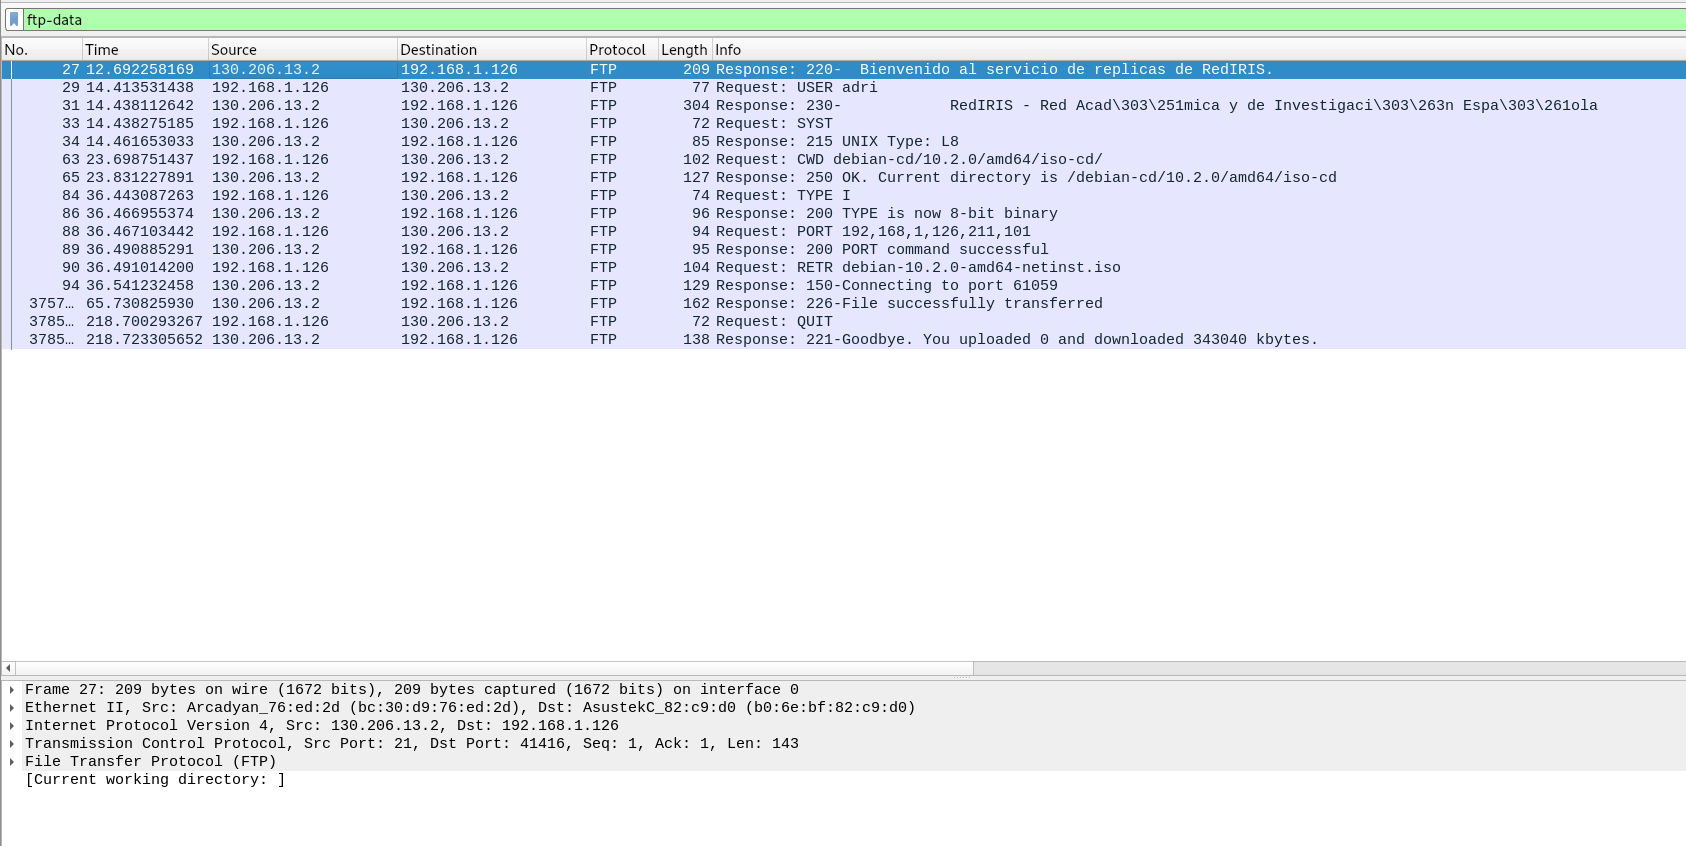 ftp-data
No. Time Source Destination Protocol Length Info
27 12.692258169 130.206.13.2 192.168.1.126 FTP 209 Response: 220-  Bienvenido al servicio de replicas de RedIRIS.
29 14.413531438 192.168.1.126 130.206.13.2 FTP 77 Request: USER adri
31 14.438112642 130.206.13.2 192.168.1.126 FTP 304 Response: 230-            RedIRIS - Red Acad\303\251mica y de Investigaci\303\263n Espa\303\261ola
33 14.438275185 192.168.1.126 130.206.13.2 FTP 72 Request: SYST
34 14.461653033 130.206.13.2 192.168.1.126 FTP 85 Response: 215 UNIX Type: L8
63 23.698751437 192.168.1.126 130.206.13.2 FTP 102 Request: CWD debian-cd/10.2.0/amd64/iso-cd/
65 23.831227891 130.206.13.2 192.168.1.126 FTP 127 Response: 250 OK. Current directory is /debian-cd/10.2.0/amd64/iso-cd
84 36.443087263 192.168.1.126 130.206.13.2 FTP 74 Request: TYPE I
86 36.466955374 130.206.13.2 192.168.1.126 FTP 96 Response: 200 TYPE is now 8-bit binary
88 36.467103442 192.168.1.126 130.206.13.2 FTP 94 Request: PORT 192,168,1,126,211,101
89 36.490885291 130.206.13.2 192.168.1.126 FTP 95 Response: 200 PORT command successful
90 36.491014200 192.168.1.126 130.206.13.2 FTP 104 Request: RETR debian-10.2.0-amd64-netinst.iso
94 36.541232458 130.206.13.2 192.168.1.126 FTP 129 Response: 150-Connecting to port 61059
3757… 65.730825930 130.206.13.2 192.168.1.126 FTP 162 Response: 226-File successfully transferred
3785… 218.700293267 192.168.1.126 130.206.13.2 FTP 72 Request: QUIT
3785… 218.723305652 130.206.13.2 192.168.1.126 FTP 138 Response: 221-Goodbye. You uploaded 0 and downloaded 343040 kbytes.
Frame 27: 209 bytes on wire (1672 bits), 209 bytes captured (1672 bits) on interface 0
Ethernet II, Src: Arcadyan_76:ed:2d (bc:30:d9:76:ed:2d), Dst: AsustekC_82:c9:d0 (b0:6e:bf:82:c9:d0)
Internet Protocol Version 4, Src: 130.206.13.2, Dst: 192.168.1.126
Transmission Control Protocol, Src Port: 21, Dst Port: 41416, Seq: 1, Ack: 1, Len: 143
File Transfer Protocol (FTP)
[Current working directory: ]